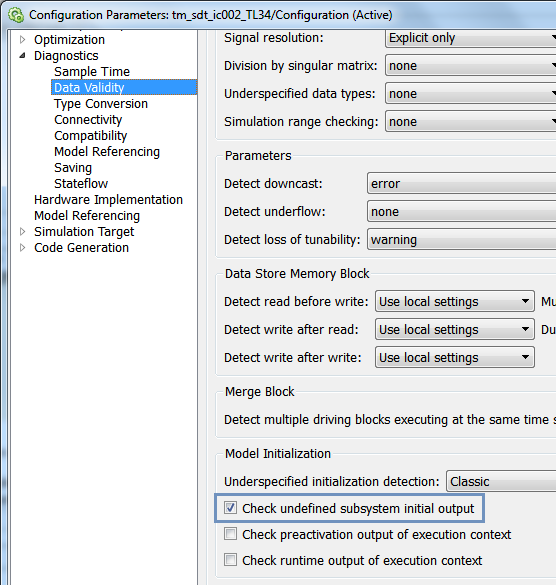 Configuration Parameters: tm_sdt_ic002_TL34/Configuration (Active)
Optimization
Diagnostics
Sample Time
Data Validity
Type Conversion
Connectivity
Compatibility
Model Referencing
Saving
Stateflow
Hardware Implementation
Model Referencing
Simulation Target
Code Generation
Signal resolution: Explicit only
Division by singular matrix: none
Underspecified data types: none
Simulation range checking: none
Parameters
Detect downcast: error
Detect underflow: none
Detect loss of tunability: warning
Data Store Memory Block
Detect read before write: Use local settings Mu
Detect write after read: Use local settings Du
Detect write after write: Use local settings
Merge Block
Detect multiple driving blocks executing at the same time s
Model Initialization
Underspecified initialization detection: Classic
Check undefined subsystem initial output
Check preactivation output of execution context
Check runtime output of execution context